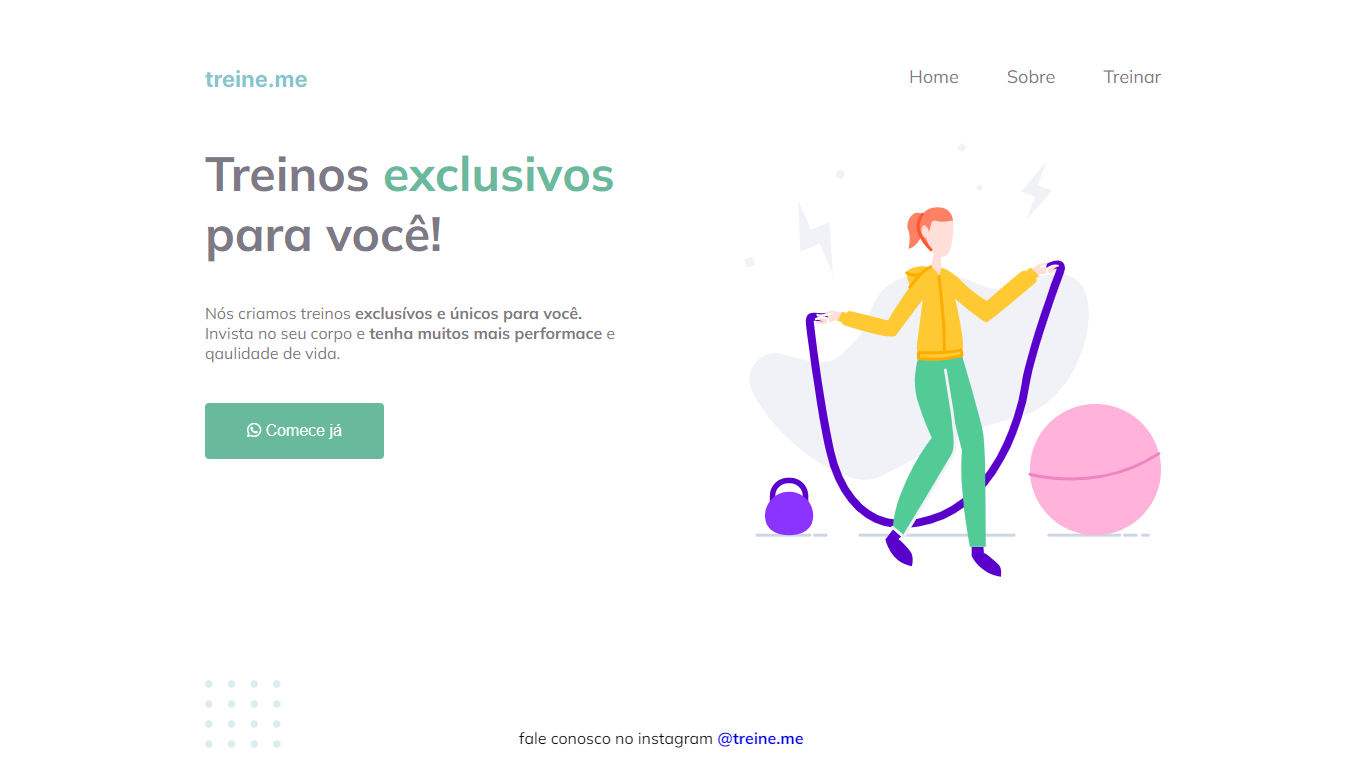 treine.me
Home Sobre Treinar
Treinos exclusivos
para você!
Nós criamos treinos exclusívos e únicos para você.
Invista no seu corpo e tenha muitos mais performace e
qaulidade de vida.
Comece já
fale conosco no instagram @treine.me